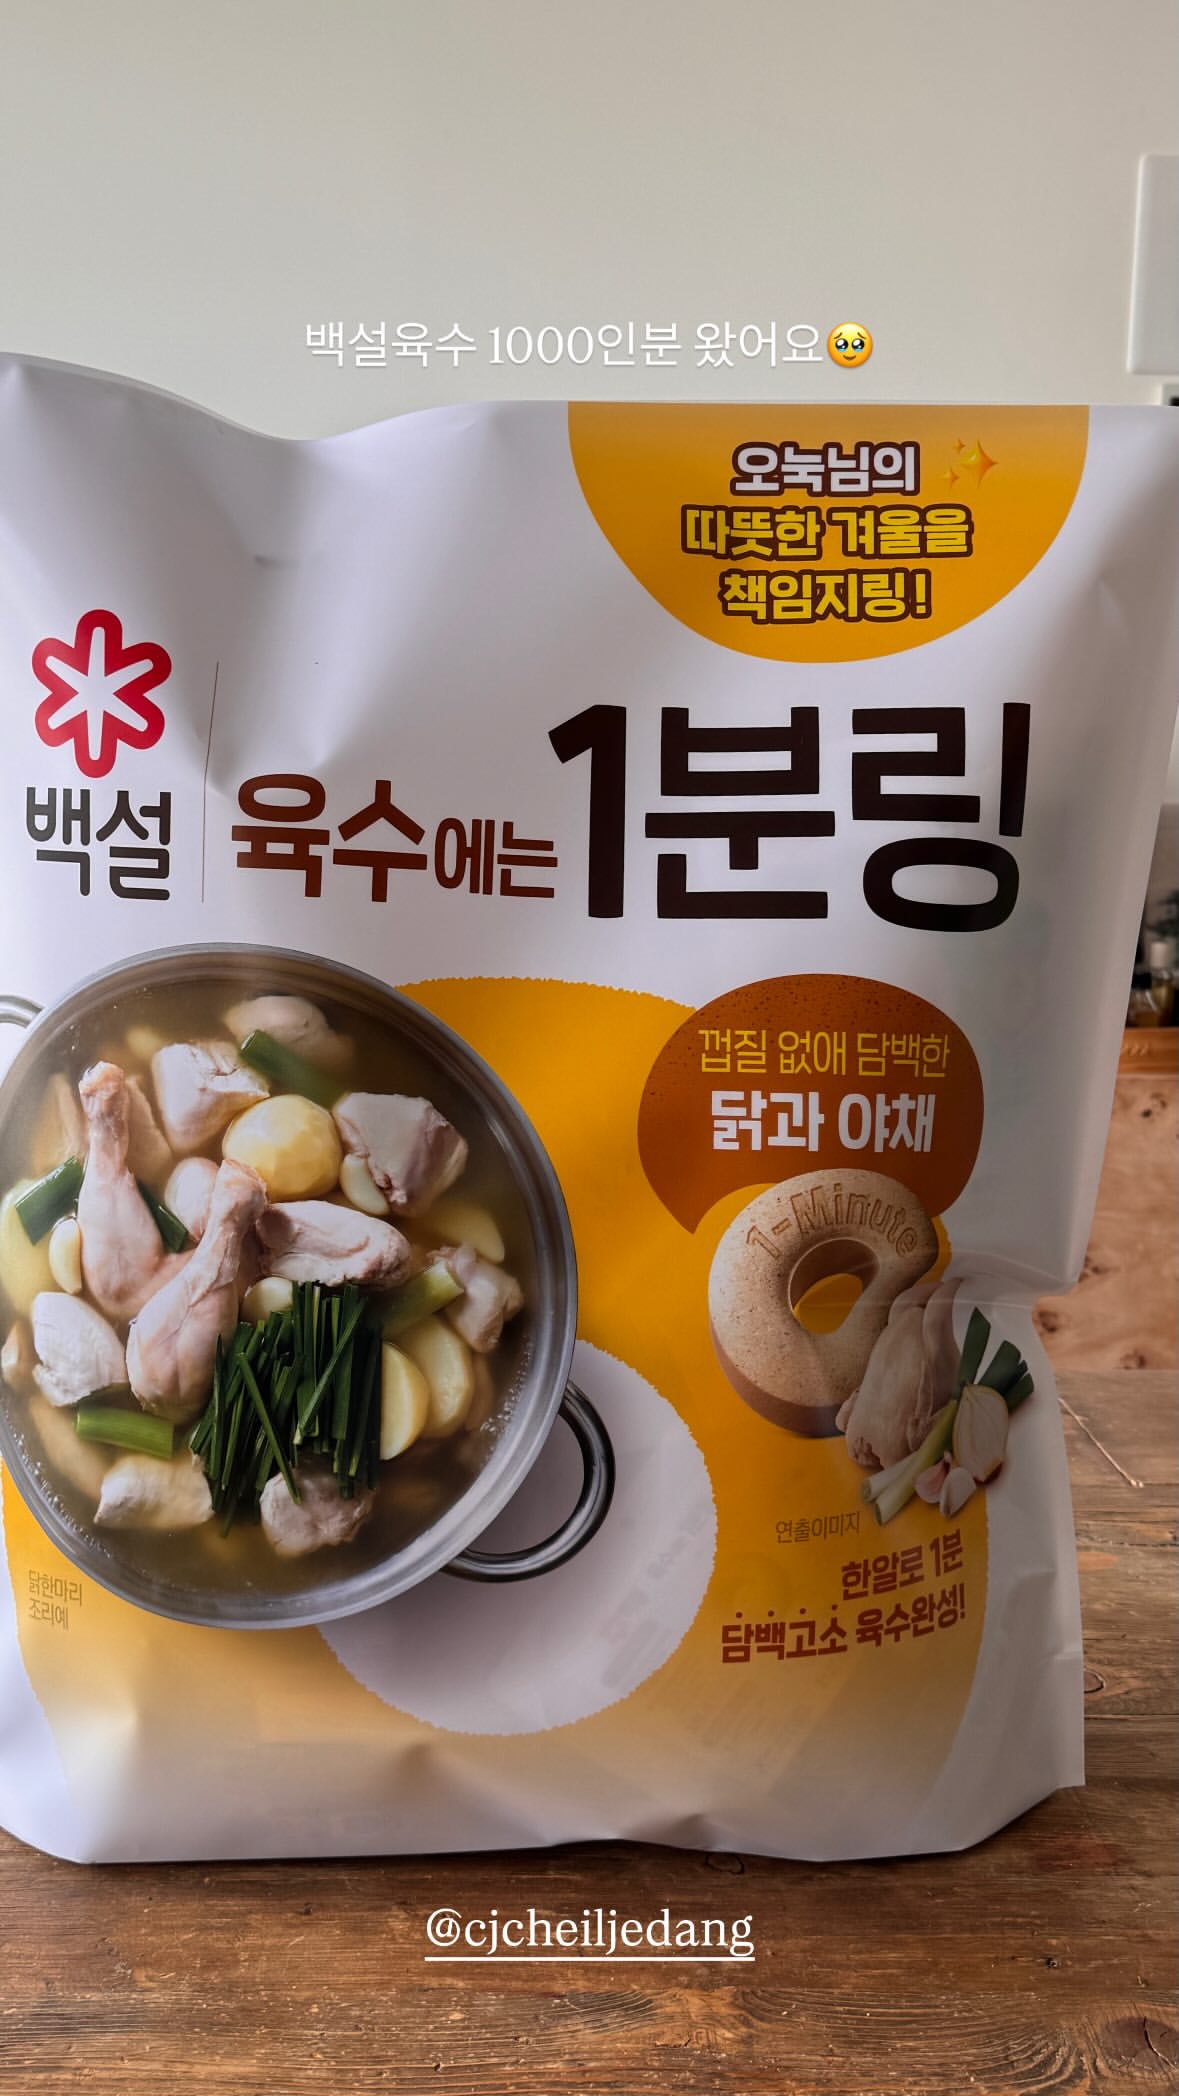 백설육수 1000인분 왔어요🥹
오눅님의
따뜻한 겨울을
책임지링!
백설
육수에는 1분링
껍질 없애 담백한
닭과 야채
1-Minute
연출이미지
한알로 1분
담백고소 육수완성!
닭한마리
조리예
@cjcheiljedang